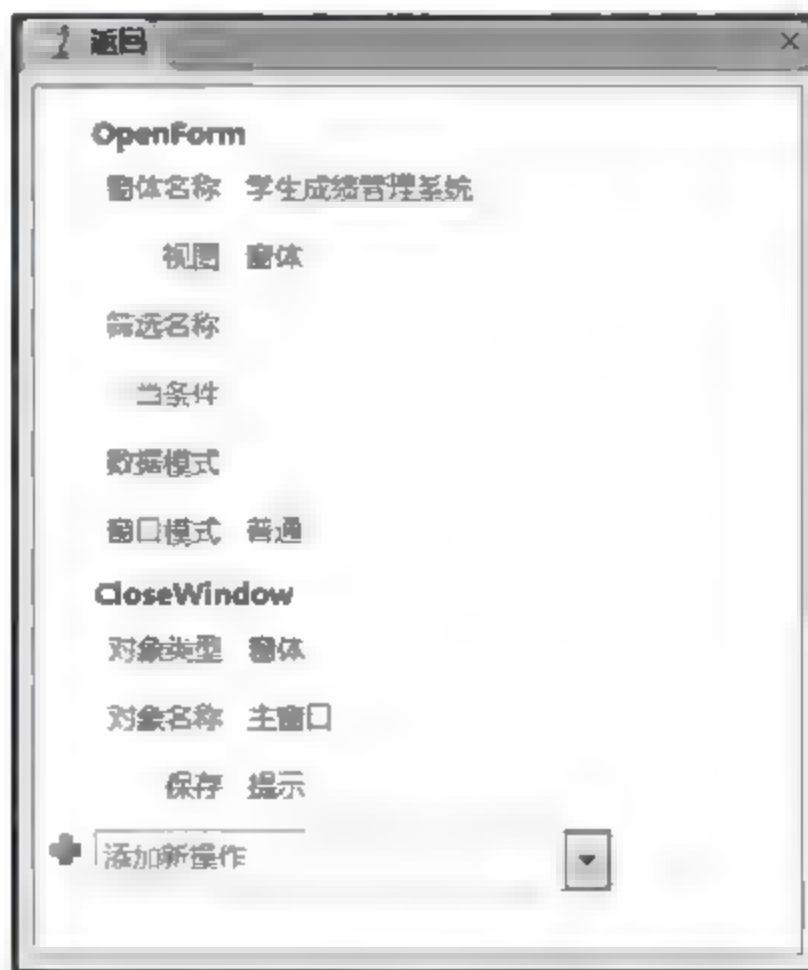 返回
OpenForm
窗体名称 学生成绩管理系统
视图 窗体
筛选名称
当条件
数据模式
窗口模式 普通
CloseWindow
对象类型 窗体
对象名称 主窗口
保存 提示
添加新操作